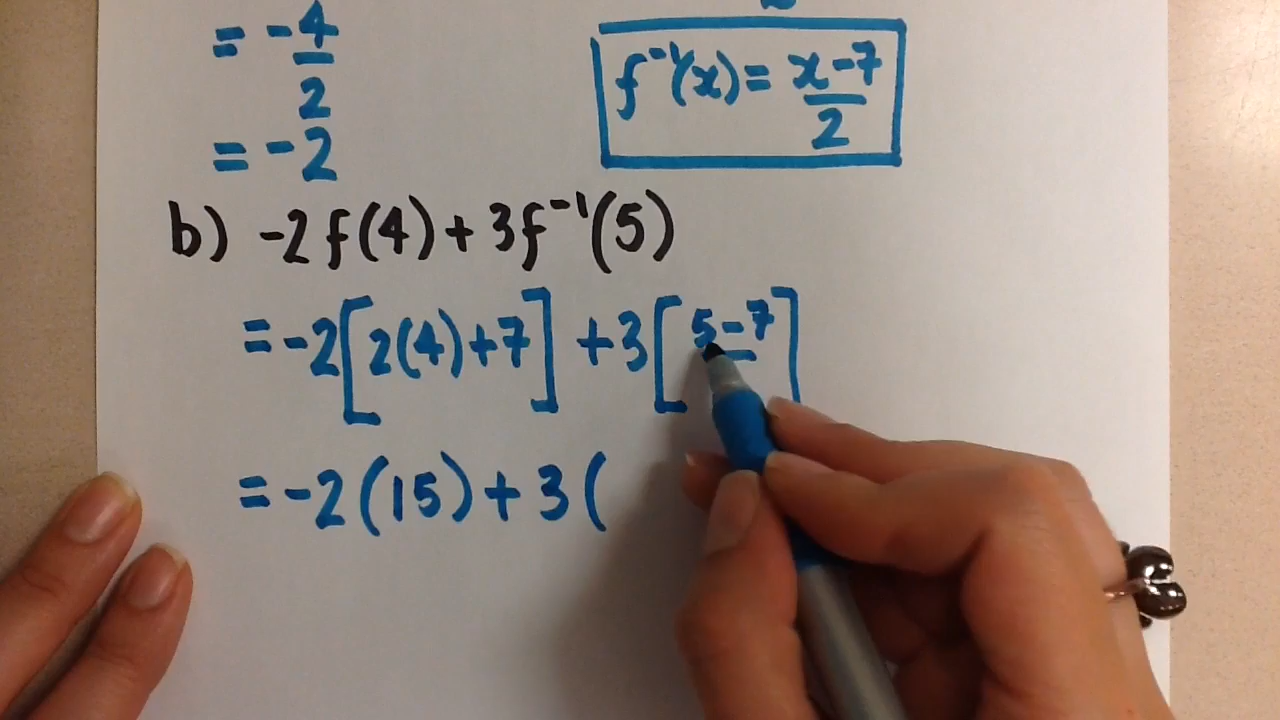 = -4/2
= -2
f⁻¹(x) = x-7/2
b) -2f(4) + 3f⁻¹(5)
= -2[2(4)+7] + 3[5-7]
= -2(15) + 3(